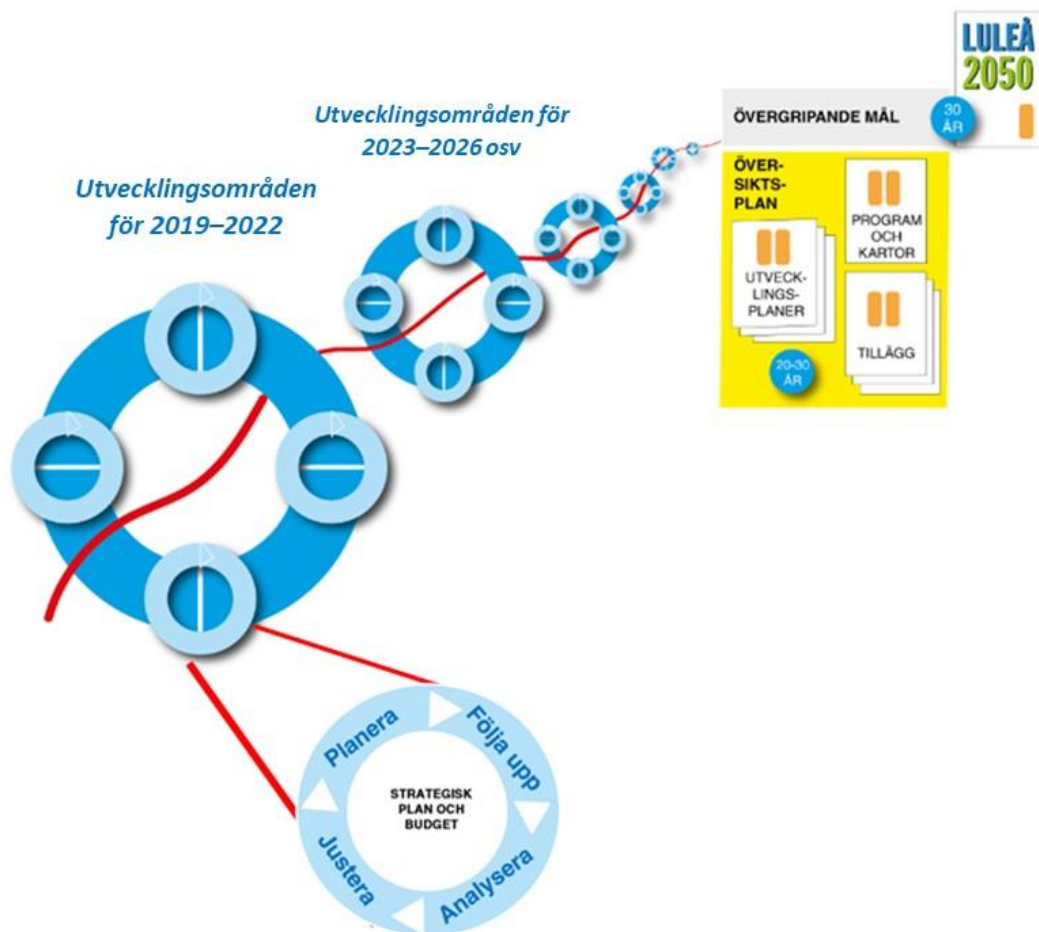 LULEÅ
2050
Utvecklingsområden för
2023–2026 osv
ÖVERGRIPANDE MÅL
30
ÅR
Utvecklingsområden
för 2019–2022
ÖVER-
SIKTS-
PLAN
PROGRAM
OCH
KARTOR
UTVECK-
LINGS-
PLANER
TILLÄGG
20-30
ÅR
Planera
Följa upp
STRATEGISK
PLAN OCH
BUDGET
Justera
Analysera